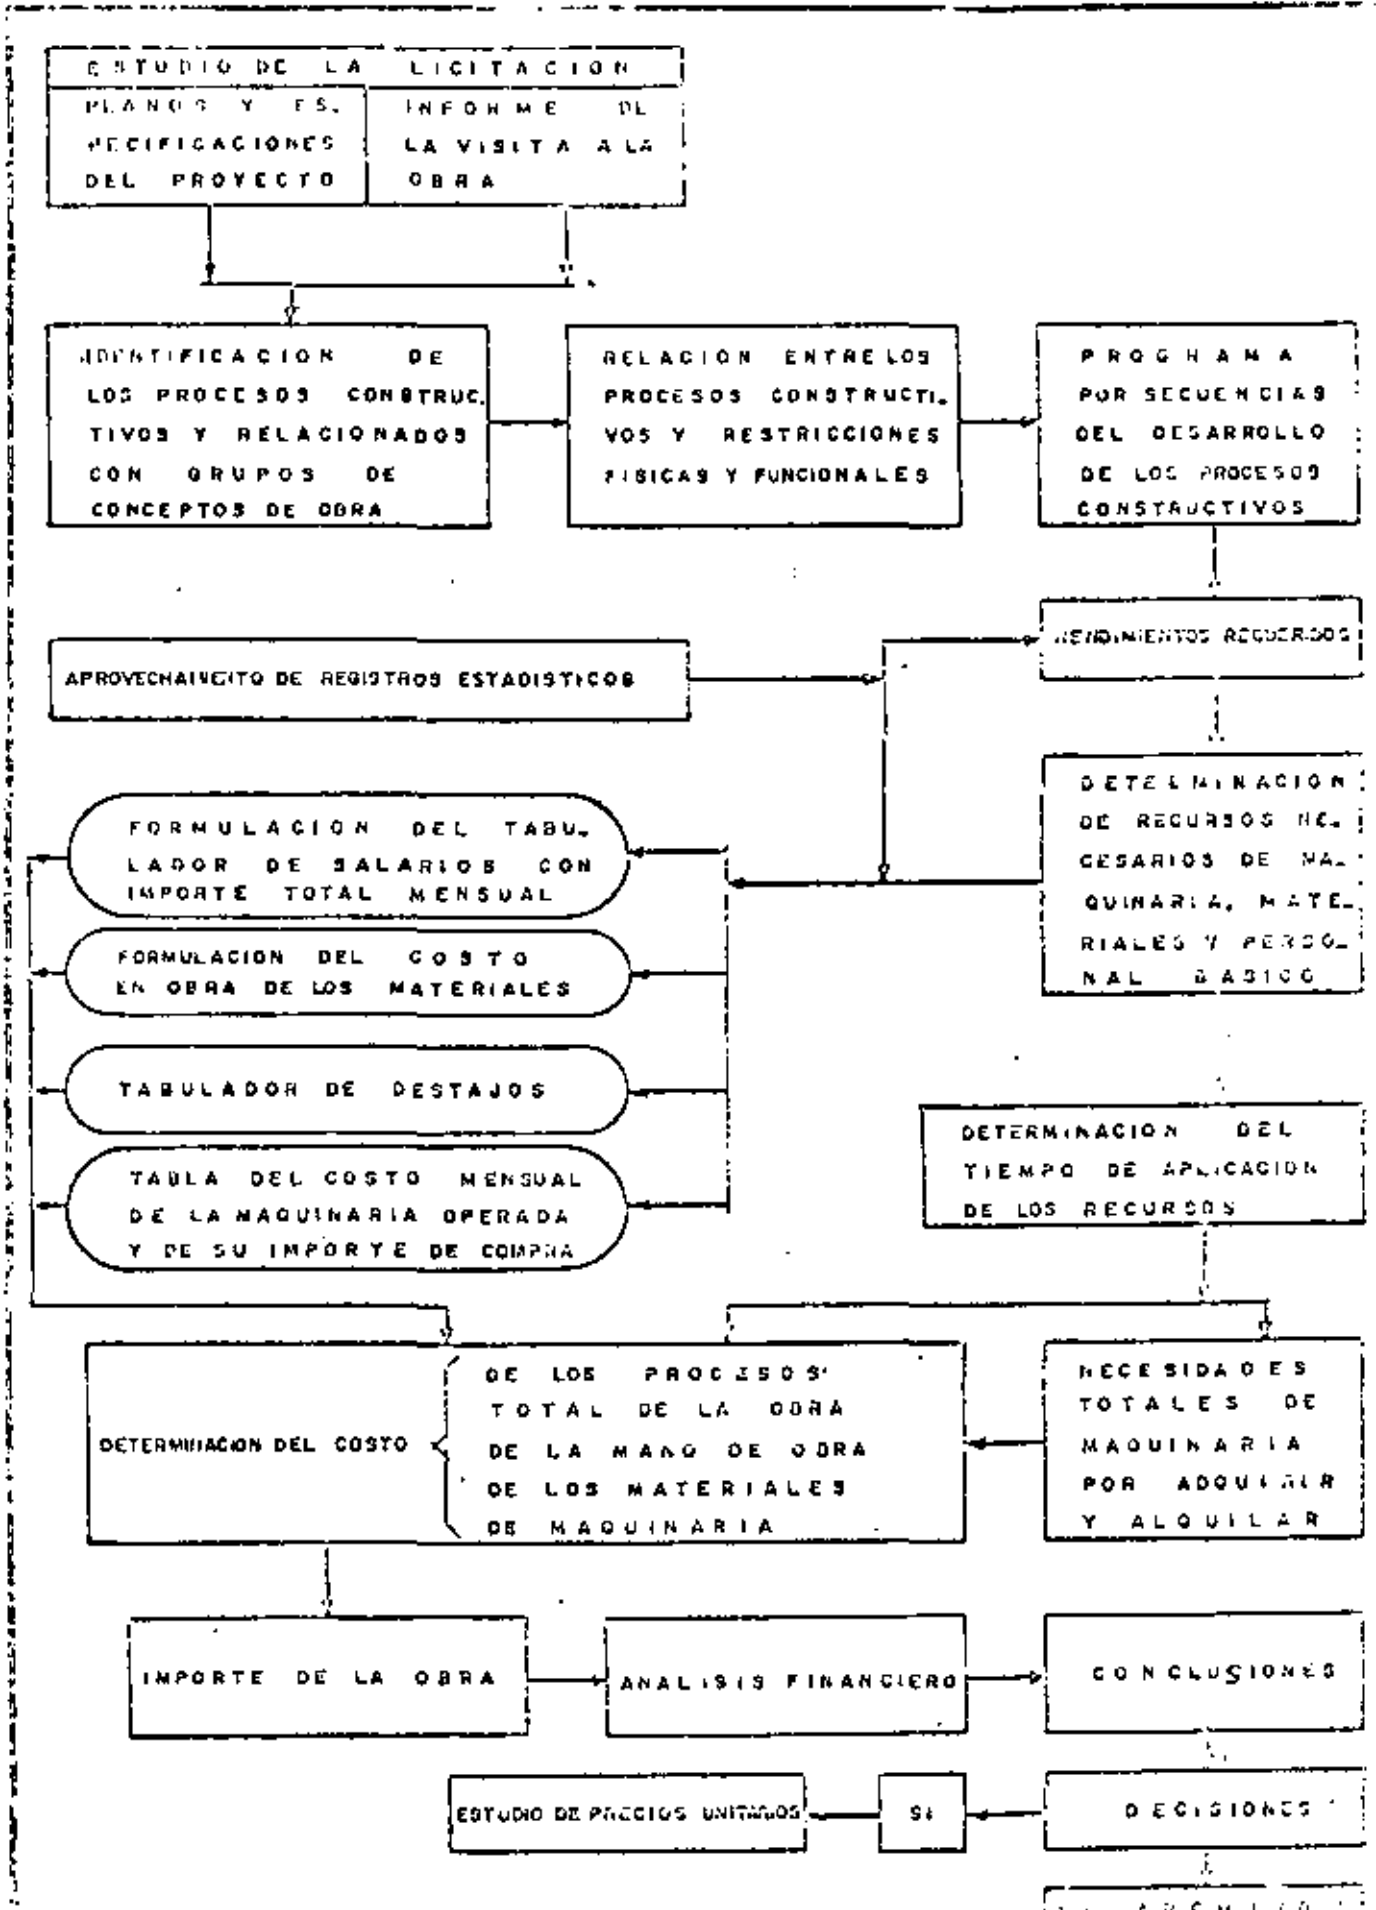 ESTUDIO DE LA LICITACION
PLANOS Y ES.
PECIFICACIONES
DEL PROYECTO
INFORME DE
LA VISITA A LA
OBRA
IDENTIFICACION DE
LOS PROCESOS CONSTRUC.
TIVOS Y RELACIONADOS
CON GRUPOS DE
CONCEPTOS DE OBRA
RELACION ENTRE LOS
PROCESOS CONSTRUCTI.
VOS Y RESTRICCIONES
FISICAS Y FUNCIONALES
PROGRAMA
POR SECUENCIAS
DEL DESARROLLO
DE LOS PROCESOS
CONSTRUCTIVOS
APROVECHAMIENTO DE REGISTROS ESTADISTICOS
RENDIMIENTOS
DETERMINACION
DE RECURSOS NE.
CESARIOS DE MA_
QUINARIA, MATE_
RIALES Y PERSO_
NAL BASICO
FORMULACION DEL TABU_
LADOR DE SALARIOS CON
IMPORTE TOTAL MENSUAL
FORMULACION DEL COSTO
EN OBRA DE LOS MATERIALES
TABULADOR DE DESTAJOS
TABLA DEL COSTO MENSUAL
DE LA MAQUINARIA OPERADA
Y DE SU IMPORTE DE COMPRA
DETERMINACION DEL
TIEMPO DE APLICACION
DE LOS RECURSOS
DETERMINACION DEL COSTO
DE LOS PROCESOS
TOTAL DE LA OBRA
DE LA MANO DE OBRA
DE LOS MATERIALES
DE MAQUINARIA
NECESIDADES
TOTALES DE
MAQUINARIA
POR ADQUIRIR
Y ALQUILAR
IMPORTE DE LA OBRA
ANALISIS FINANCIERO
CONCLUSIONES
ESTUDIO DE PRECIOS UNITARIOS
SI
DECISIONES